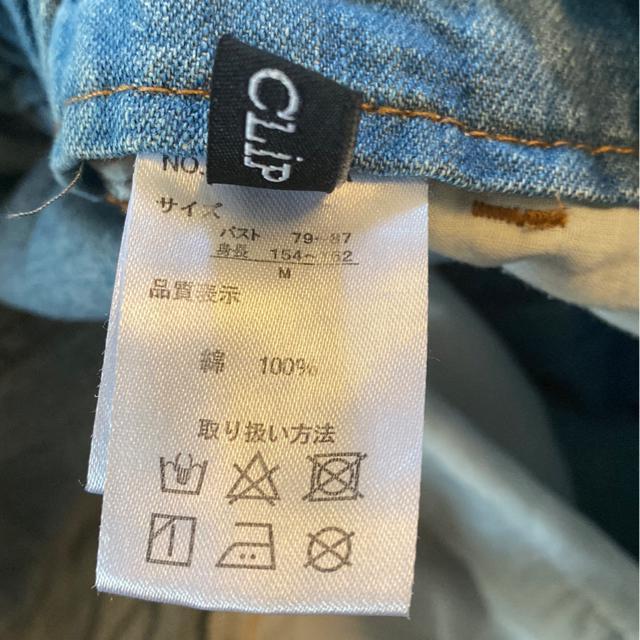 CLiP
NO.
サイズ
バスト 79~87
身長 154~162
M
品質表示
綿 100%
取り扱い方法